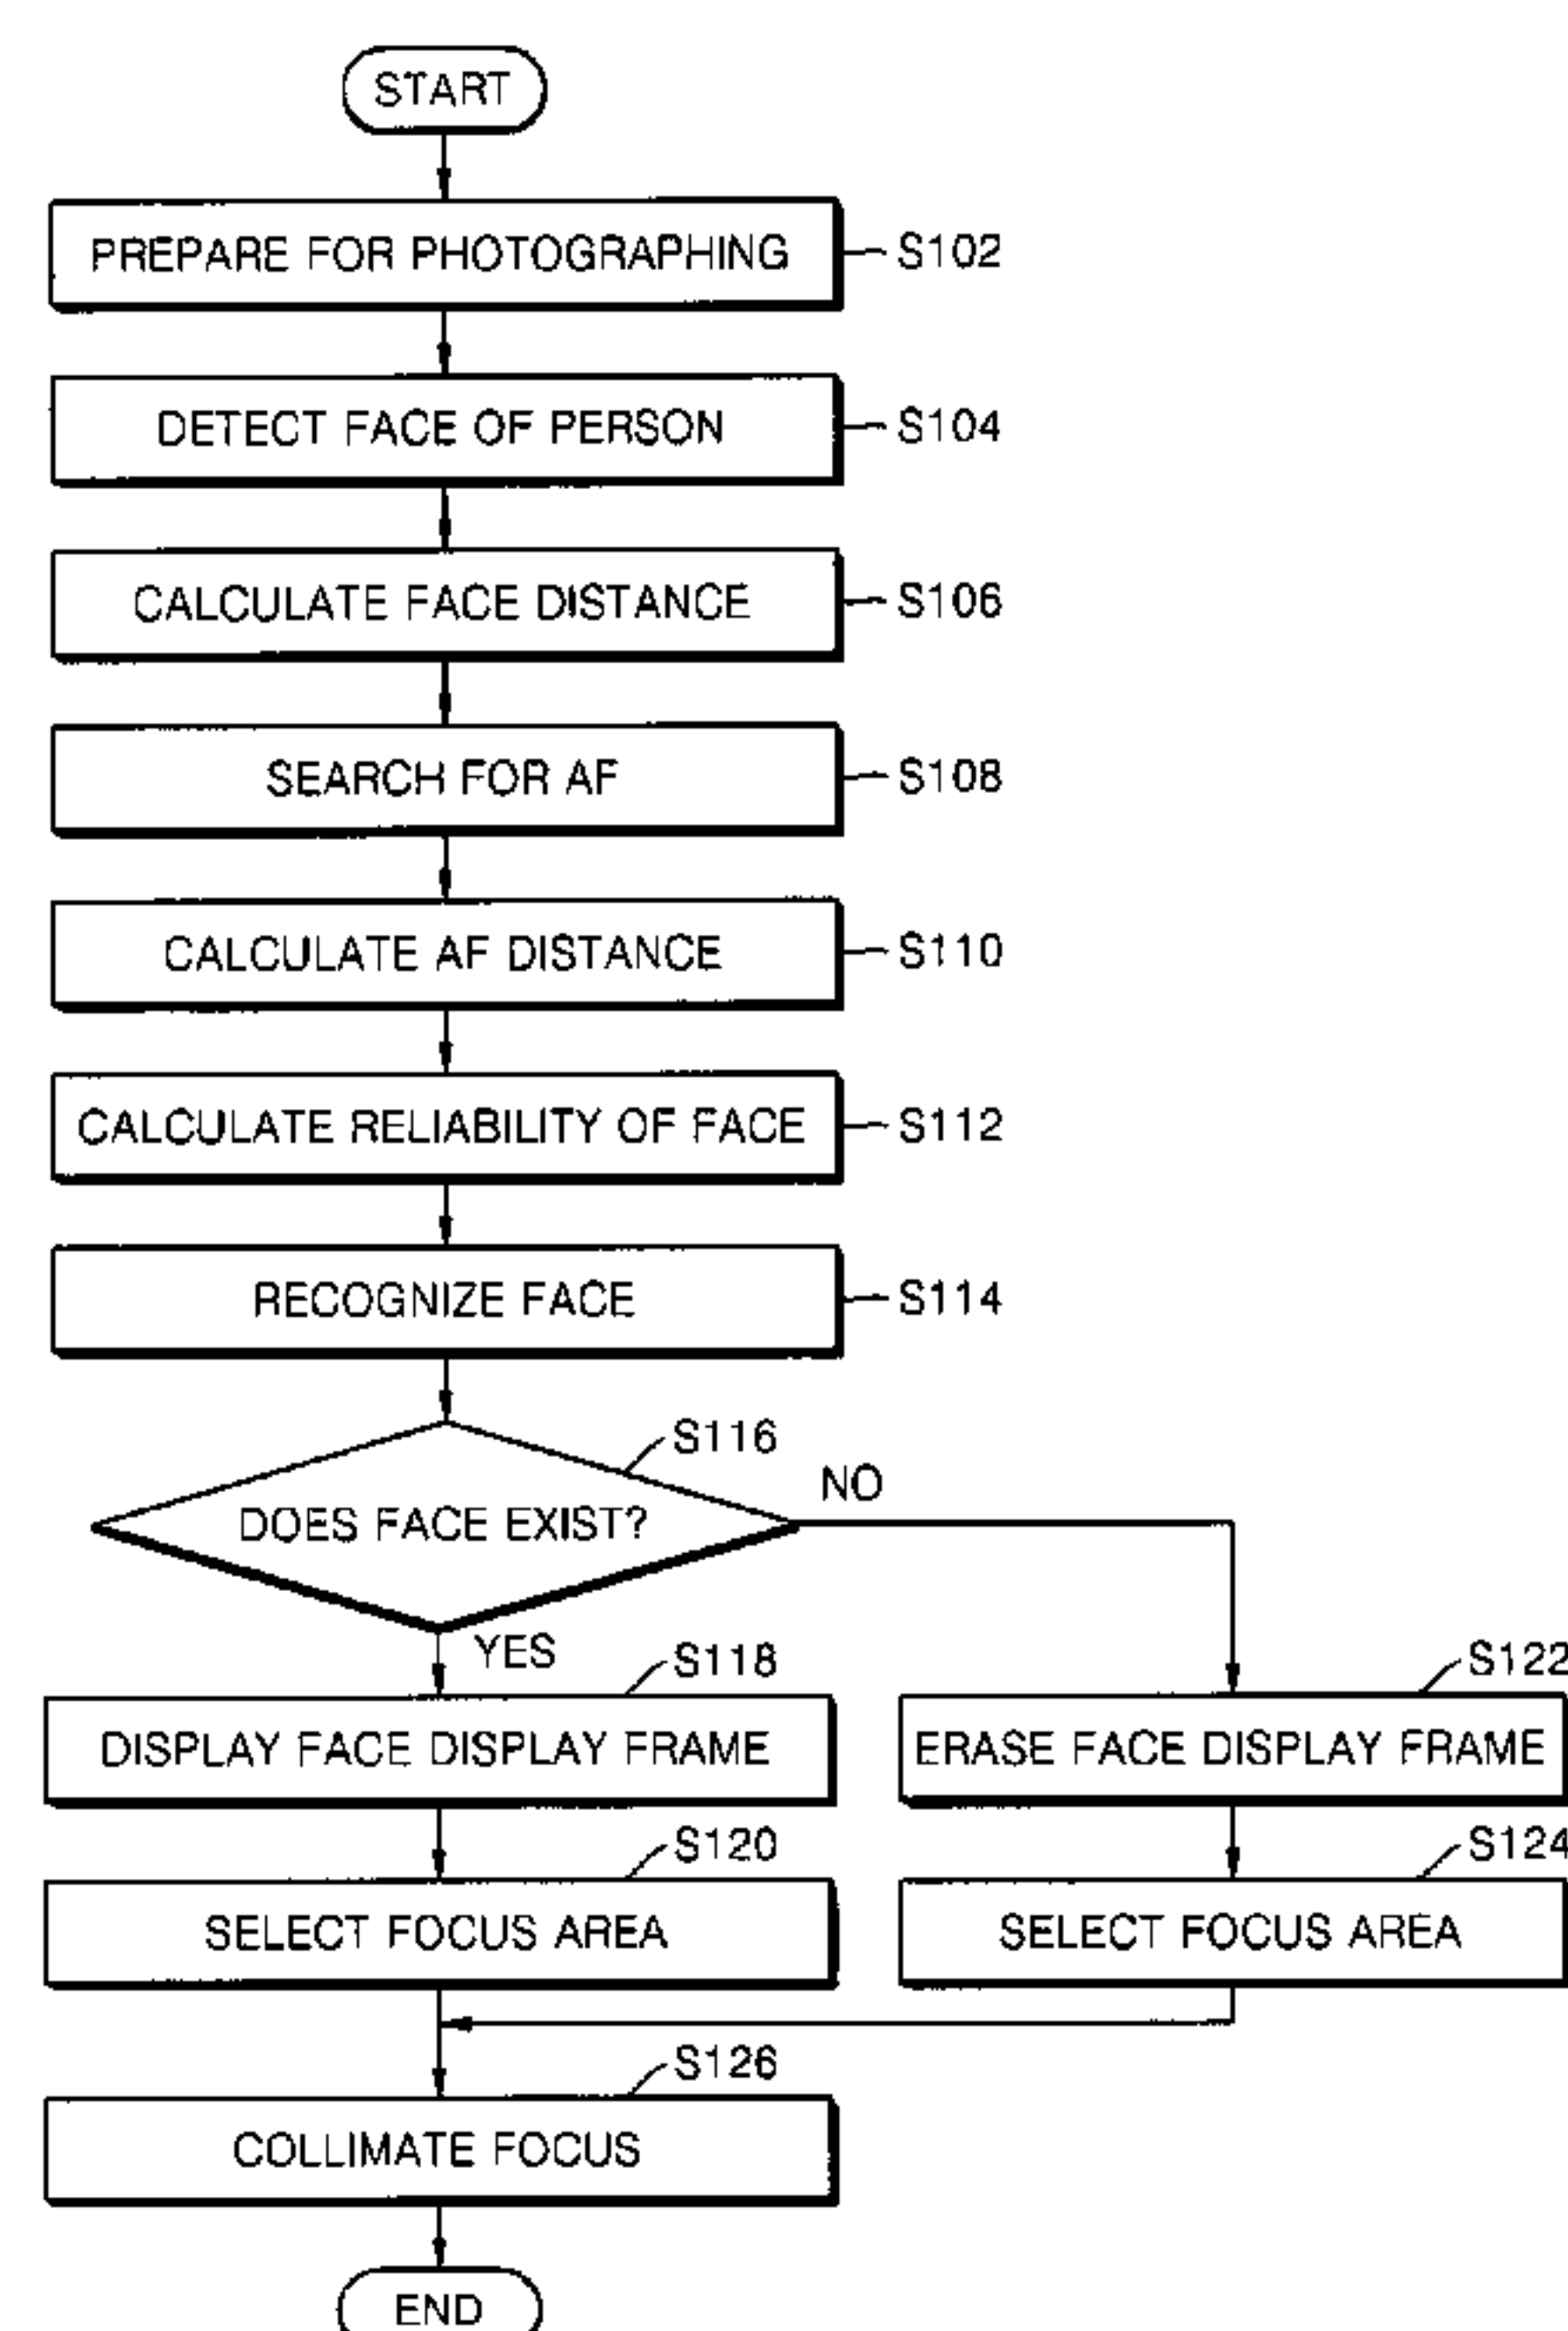 START
PREPARE FOR PHOTOGRAPHING
S102
DETECT FACE OF PERSON
S104
CALCULATE FACE DISTANCE
S106
SEARCH FOR AF
S108
CALCULATE AF DISTANCE
S110
CALCULATE RELIABILITY OF FACE
S112
RECOGNIZE FACE
S114
S116
DOES FACE EXIST?
NO
YES
S118
DISPLAY FACE DISPLAY FRAME
S120
SELECT FOCUS AREA
S122
ERASE FACE DISPLAY FRAME
S124
SELECT FOCUS AREA
S126
COLLIMATE FOCUS
END